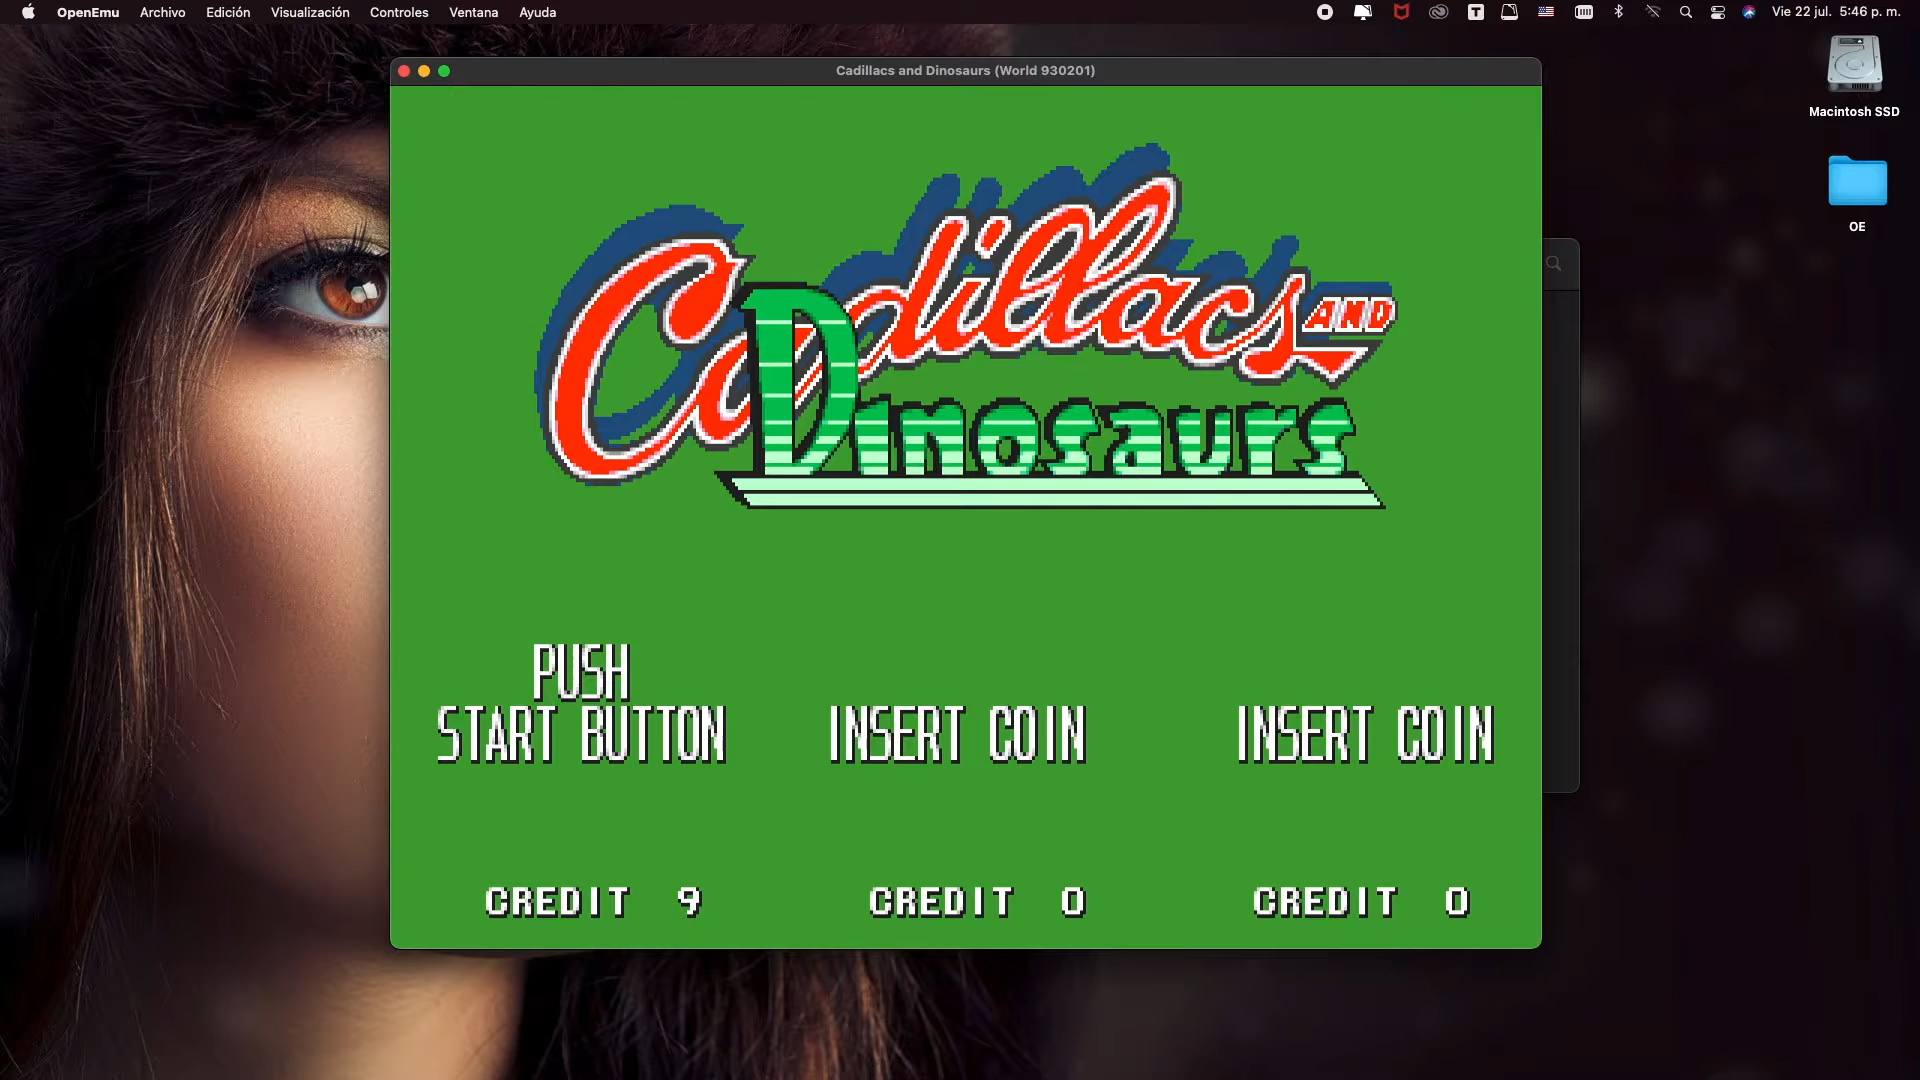 OpenEmu Archivo Edición Visualización Controles Ventana Ayuda
T
Vie 22 jul. 5:46 p. m.
Cadillacs and Dinosaurs (World 930201)
Macintosh SSD
OE
Cadillacs AND
Dinosaurs
PUSH
START BUTTON INSERT COIN INSERT COIN
CREDIT 9 CREDIT 0 CREDIT 0